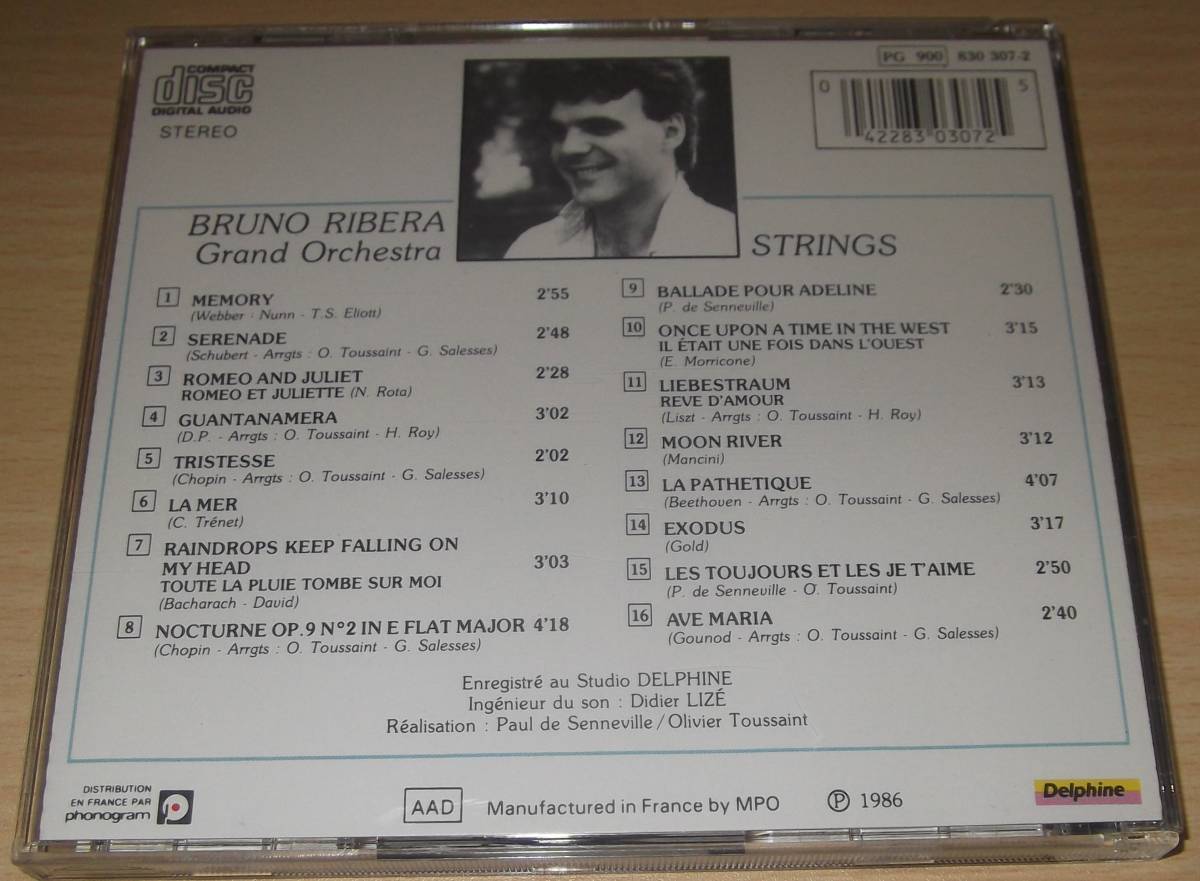 COMPACT
disc
DIGITAL AUDIO
STEREO
PG 900 830 307-2
0 42283 03072 5
BRUNO RIBERA
Grand Orchestra
STRINGS
1 MEMORY 2'55
(Webber - Nunn - T.S. Eliott)
2 SERENADE 2'48
(Schubert - Arrgts : O. Toussaint - G. Salesses)
3 ROMEO AND JULIET 2'28
ROMEO ET JULIETTE (N. Rota)
4 GUANTANAMERA 3'02
(D.P. - Arrgts : O. Toussaint - H. Roy)
5 TRISTESSE 2'02
(Chopin - Arrgts : O. Toussaint - G. Salesses)
6 LA MER 3'10
(C. Trénet)
7 RAINDROPS KEEP FALLING ON
MY HEAD 3'03
TOUTE LA PLUIE TOMBE SUR MOI
(Bacharach - David)
8 NOCTURNE OP.9 N°2 IN E FLAT MAJOR 4'18
(Chopin - Arrgts : O. Toussaint - G. Salesses)
9 BALLADE POUR ADELINE 2'30
(P. de Senneville)
10 ONCE UPON A TIME IN THE WEST 3'15
IL ÉTAIT UNE FOIS DANS L'OUEST
(E. Morricone)
11 LIEBESTRAUM 3'13
REVE D'AMOUR
(Liszt - Arrgts : O. Toussaint - H. Roy)
12 MOON RIVER 3'12
(Mancini)
13 LA PATHETIQUE 4'07
(Beethoven - Arrgts : O. Toussaint - G. Salesses)
14 EXODUS 3'17
(Gold)
15 LES TOUJOURS ET LES JE T'AIME 2'50
(P. de Senneville - O. Toussaint)
16 AVE MARIA 2'40
(Gounod - Arrgts : O. Toussaint - G. Salesses)
Enregistré au Studio DELPHINE
Ingénieur du son : Didier LIZÉ
Réalisation : Paul de Senneville / Olivier Toussaint
DISTRIBUTION
EN FRANCE PAR
phonogram
AAD Manufactured in France by MPO ℗ 1986
Delphine